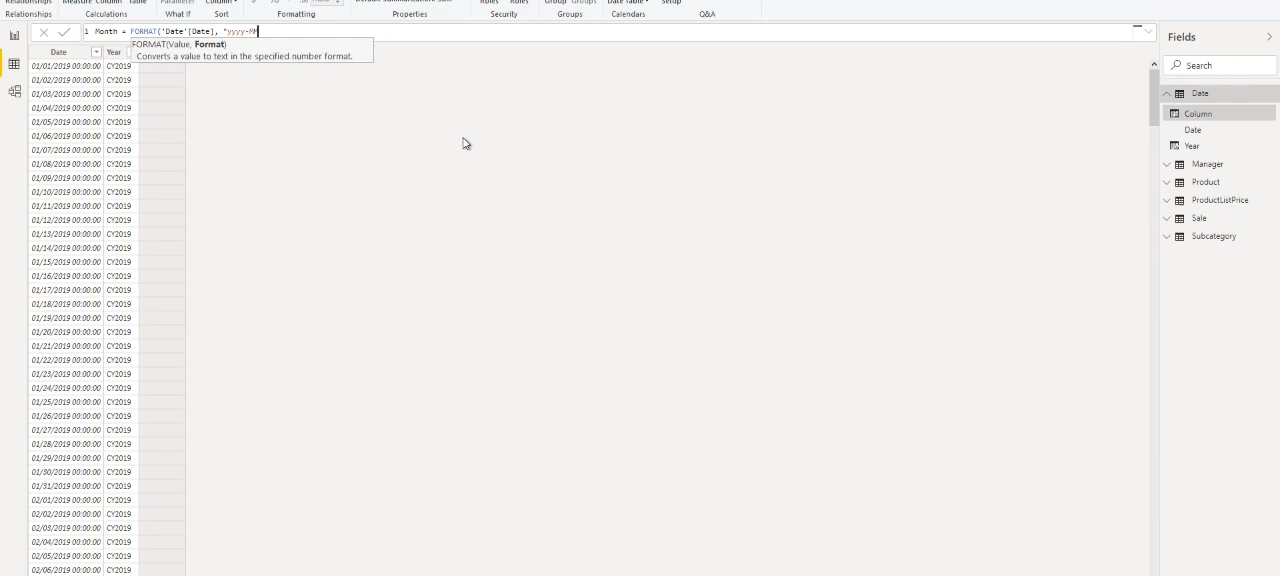 Relationships Measure Column Table Parameter Column Roles Roles Group Groups Date Table Setup
Relationships Calculations What If Sort Formatting Properties Security Groups Calendars Q&A
1 Month = FORMAT('Date'[Date], "yyyy-MM
FORMAT(Value, Format)
Converts a value to text in the specified number format.
Date Year
01/01/2019 00:00:00 CY2019
01/02/2019 00:00:00 CY2019
01/03/2019 00:00:00 CY2019
01/04/2019 00:00:00 CY2019
01/05/2019 00:00:00 CY2019
01/06/2019 00:00:00 CY2019
01/07/2019 00:00:00 CY2019
01/08/2019 00:00:00 CY2019
01/09/2019 00:00:00 CY2019
01/10/2019 00:00:00 CY2019
01/11/2019 00:00:00 CY2019
01/12/2019 00:00:00 CY2019
01/13/2019 00:00:00 CY2019
01/14/2019 00:00:00 CY2019
01/15/2019 00:00:00 CY2019
01/16/2019 00:00:00 CY2019
01/17/2019 00:00:00 CY2019
01/18/2019 00:00:00 CY2019
01/19/2019 00:00:00 CY2019
01/20/2019 00:00:00 CY2019
01/21/2019 00:00:00 CY2019
01/22/2019 00:00:00 CY2019
01/23/2019 00:00:00 CY2019
01/24/2019 00:00:00 CY2019
01/25/2019 00:00:00 CY2019
01/26/2019 00:00:00 CY2019
01/27/2019 00:00:00 CY2019
01/28/2019 00:00:00 CY2019
01/29/2019 00:00:00 CY2019
01/30/2019 00:00:00 CY2019
01/31/2019 00:00:00 CY2019
02/01/2019 00:00:00 CY2019
02/02/2019 00:00:00 CY2019
02/03/2019 00:00:00 CY2019
02/04/2019 00:00:00 CY2019
02/05/2019 00:00:00 CY2019
02/06/2019 00:00:00 CY2019
Fields
Search
Date
Column
Date
Year
Manager
Product
ProductListPrice
Sale
Subcategory